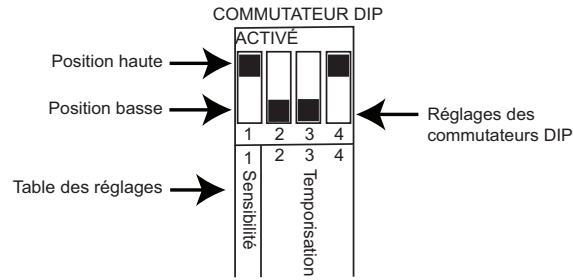 COMMUTATEUR DIP
ACTIVÉ
Position haute
Position basse
Réglages des
commutateurs DIP
1 2 3 4
1 2 3 4
Table des réglages
Sensibilité
Temporisation